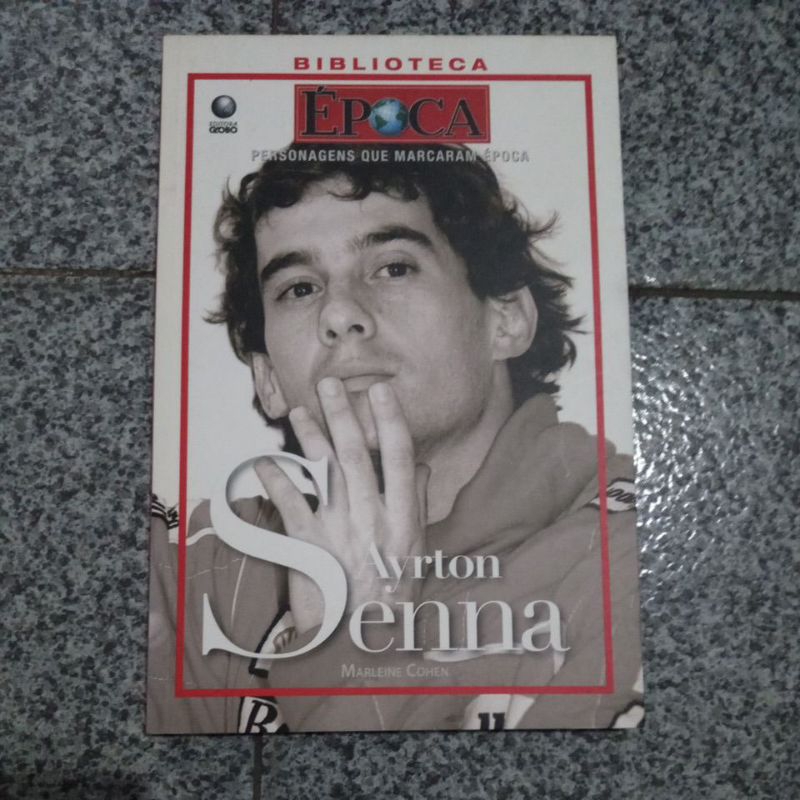 BIBLIOTECA
ÉPOCA
EDITORA
GLOBO
PERSONAGENS QUE MARCARAM ÉPOCA
Ayrton
Senna
MARLEINE COHEN